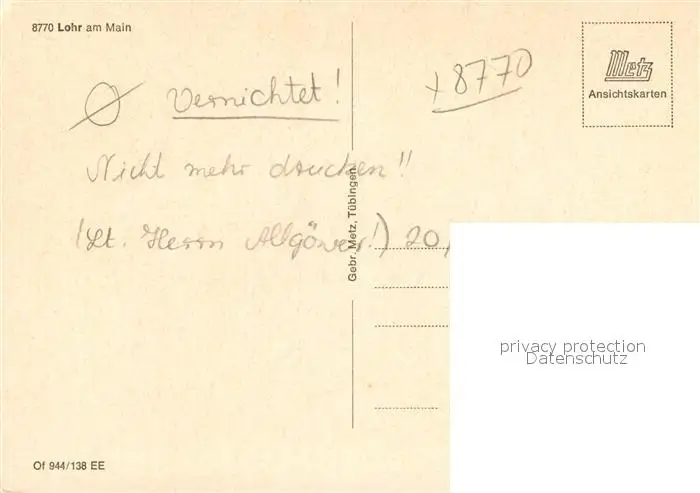 8770 Lohr am Main
Metz
Ansichtskarten
Ø Vernichtet!
+8770
Nicht mehr drucken!!
(Lt. Herrn Allgöwer!) 20,
Gebr. Metz, Tübingen
privacy protection
Datenschutz
Of 944/138 EE